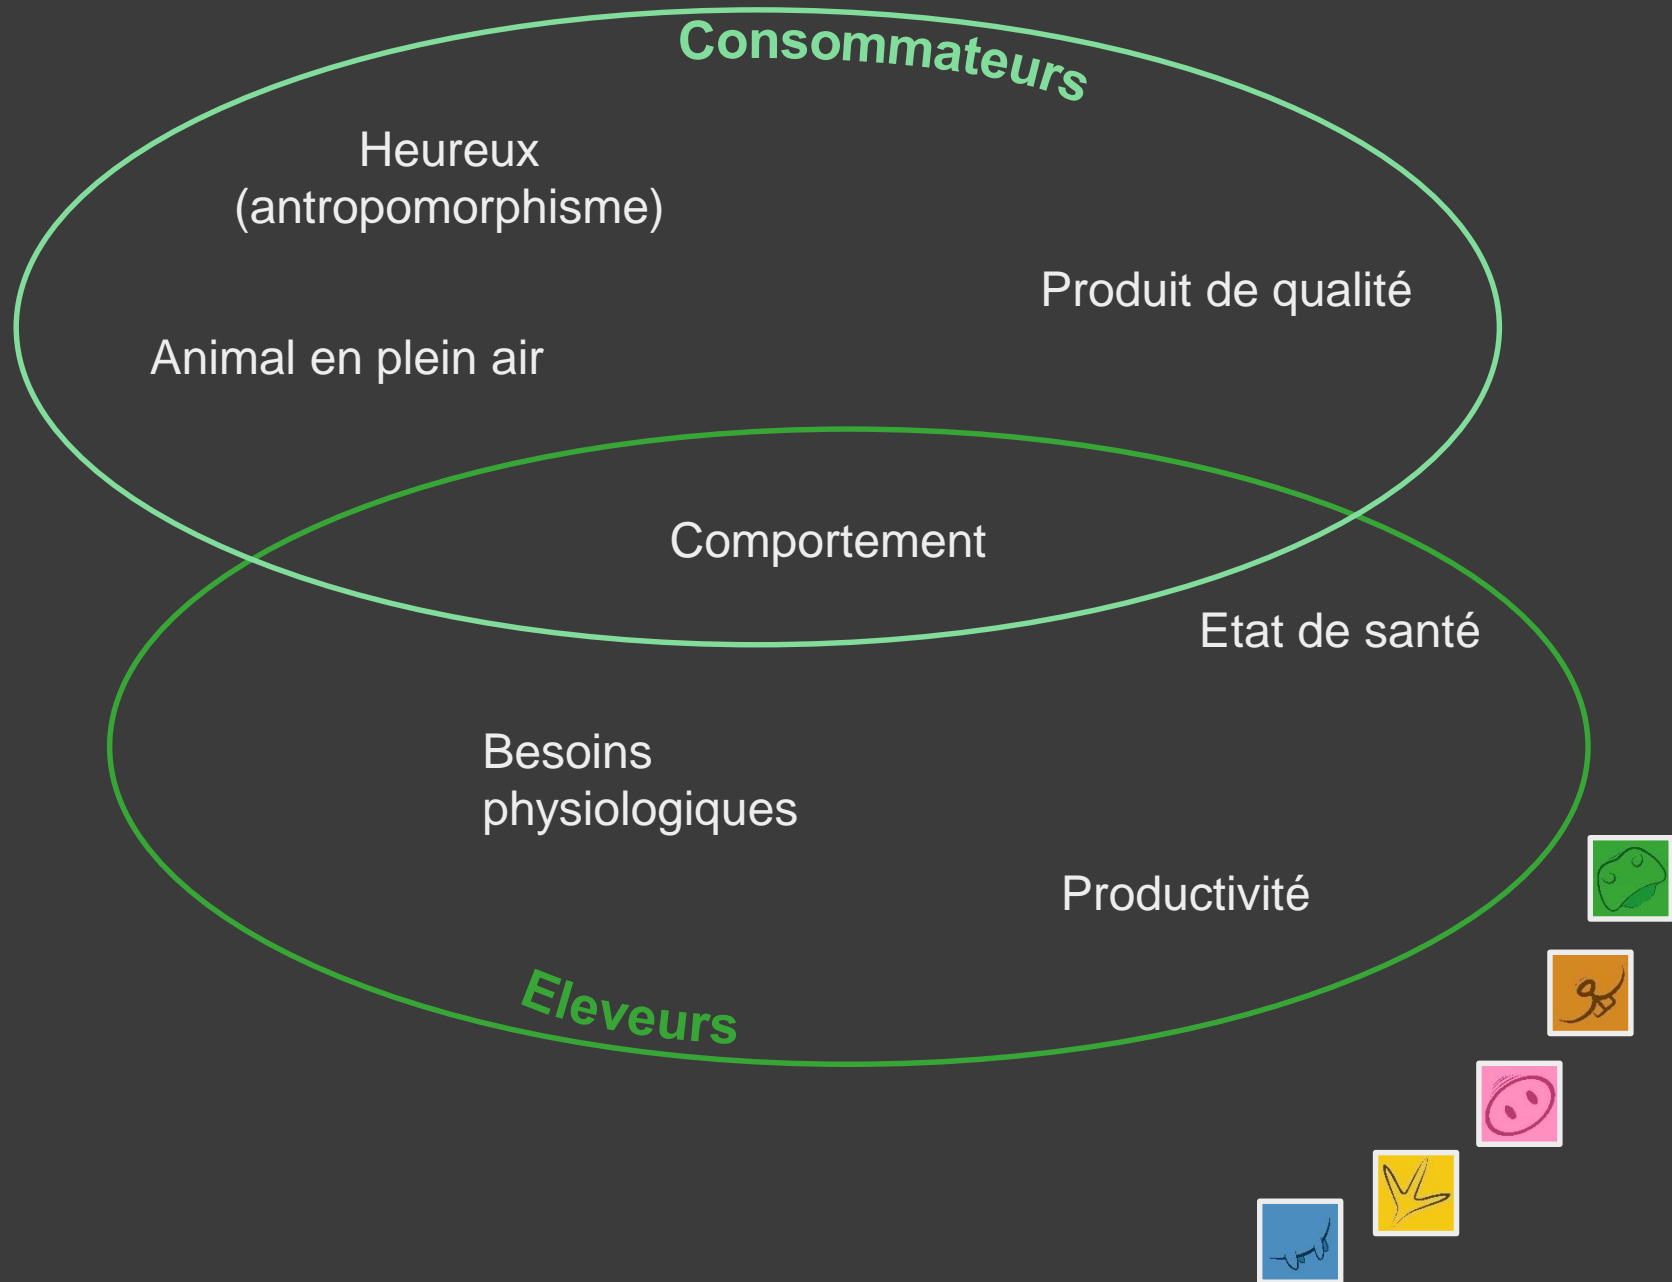 Consommateurs
Heureux
(antropomorphisme)
Produit de qualité
Animal en plein air
Comportement
Etat de santé
Besoins
physiologiques
Productivité
Eleveurs